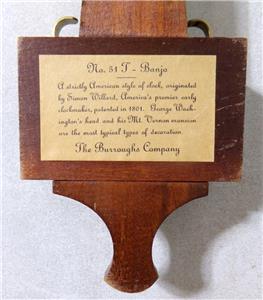 No. 51 T - Banjo
A strictly American style of clock, originated
by Simon Willard, America's premier early
clockmaker, patented in 1801. George Wash-
ington's head and his Mt. Vernon mansion
are the most typical types of decoration.
The Burroughs Company